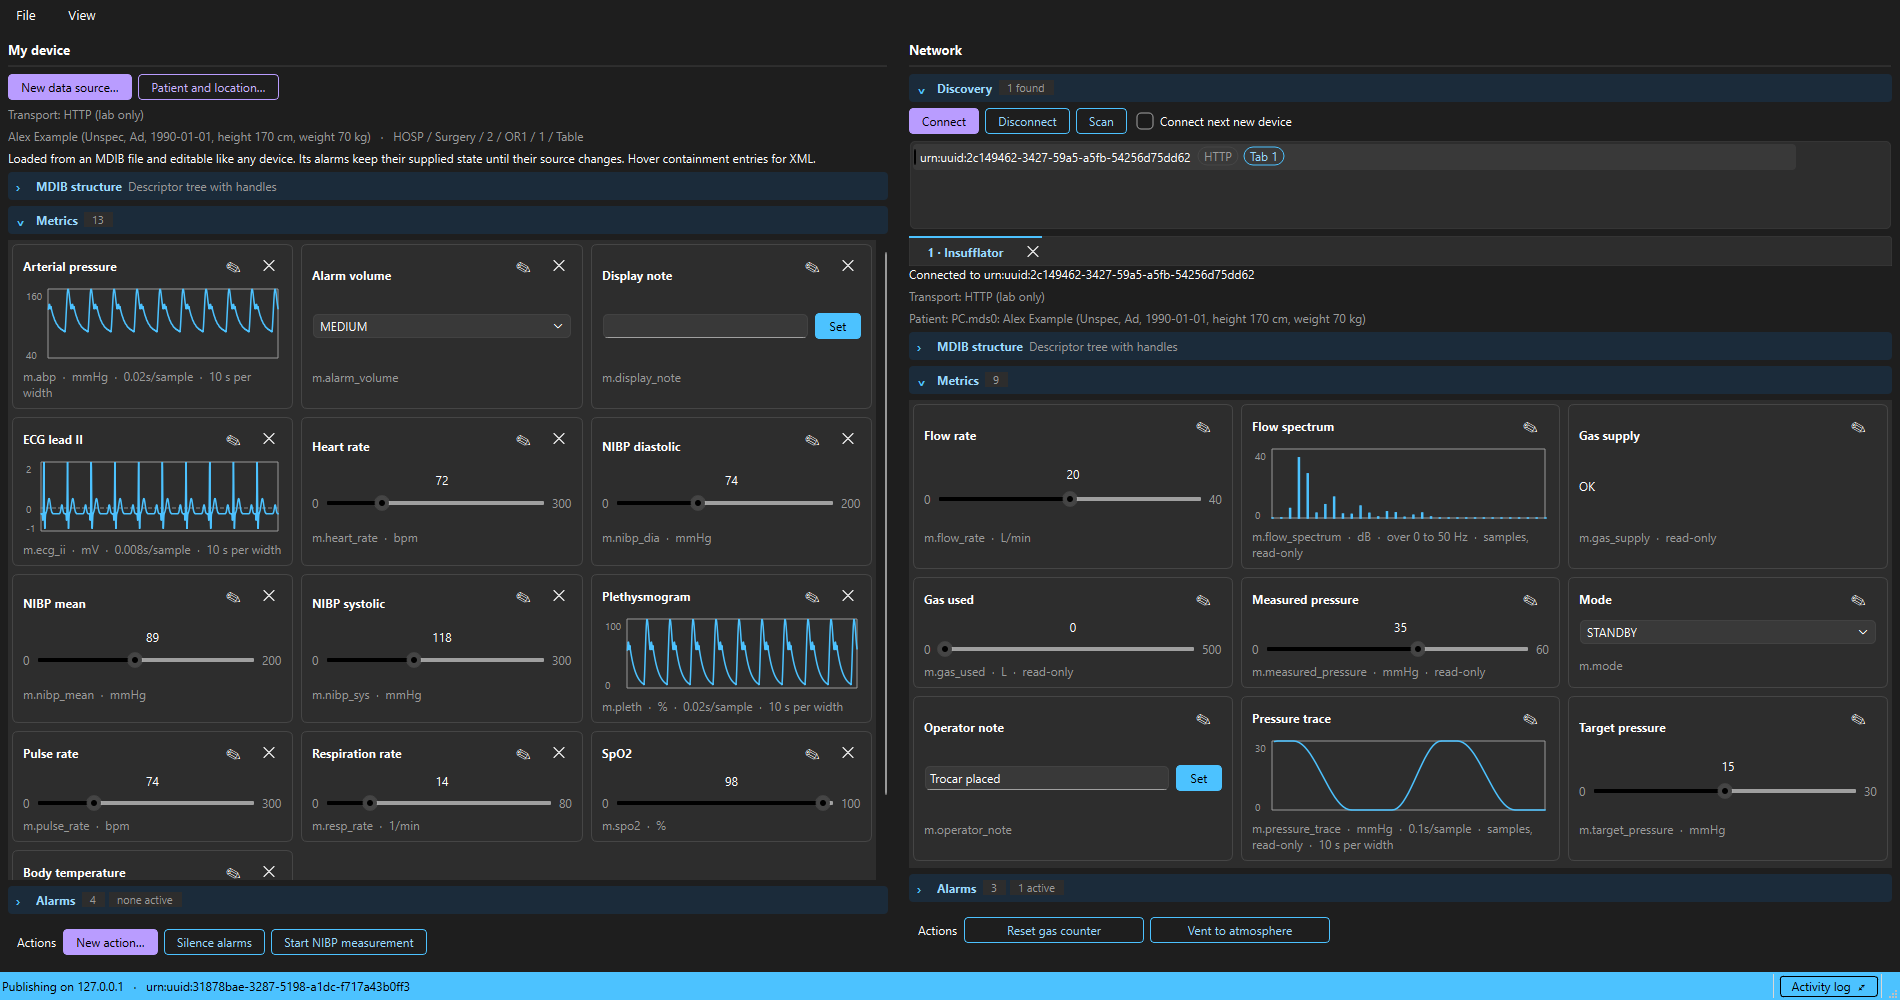 File
View
My device
New data source...
Patient and location...
Transport: HTTP (lab only)
Alex Example (Unspec, Ad, 1990-01-01, height 170 cm, weight 70 kg) · HOSP / Surgery / 2 / OR1 / 1 / Table
Loaded from an MDIB file and editable like any device. Its alarms keep their supplied state until their source changes. Hover containment entries for XML.
MDIB structure Descriptor tree with handles
Metrics 13
Arterial pressure
160
40
m.abp · mmHg · 0.02s/sample · 10 s per
width
Alarm volume
MEDIUM
m.alarm_volume
Display note
Set
m.display_note
ECG lead II
2
0
-1
m.ecg_ii · mV · 0.008s/sample · 10 s per width
Heart rate
72
0 300
m.heart_rate · bpm
NIBP diastolic
74
0 200
m.nibp_dia · mmHg
NIBP mean
89
0 200
m.nibp_mean · mmHg
NIBP systolic
118
0 300
m.nibp_sys · mmHg
Plethysmogram
100
0
m.pleth · % · 0.02s/sample · 10 s per width
Pulse rate
74
0 300
m.pulse_rate · bpm
Respiration rate
14
0 80
m.resp_rate · 1/min
SpO2
98
0 100
m.spo2 · %
Body temperature
Alarms 4 none active
Actions
New action...
Silence alarms
Start NIBP measurement
Network
Discovery 1 found
Connect
Disconnect
Scan
Connect next new device
urn:uuid:2c149462-3427-59a5-a5fb-54256d75dd62 HTTP Tab 1
1 · Insufflator
Connected to urn:uuid:2c149462-3427-59a5-a5fb-54256d75dd62
Transport: HTTP (lab only)
Patient: PC.mds0: Alex Example (Unspec, Ad, 1990-01-01, height 170 cm, weight 70 kg)
MDIB structure Descriptor tree with handles
Metrics 9
Flow rate
20
0 40
m.flow_rate · L/min
Flow spectrum
40
0
m.flow_spectrum · dB · over 0 to 50 Hz · samples,
read-only
Gas supply
OK
m.gas_supply · read-only
Gas used
0
0 500
m.gas_used · L · read-only
Measured pressure
35
0 60
m.measured_pressure · mmHg · read-only
Mode
STANDBY
m.mode
Operator note
Trocar placed
Set
m.operator_note
Pressure trace
30
0
m.pressure_trace · mmHg · 0.1s/sample · samples,
read-only · 10 s per width
Target pressure
15
0 30
m.target_pressure · mmHg
Alarms 3 1 active
Actions
Reset gas counter
Vent to atmosphere
Publishing on 127.0.0.1 · urn:uuid:31878bae-3287-5198-a1dc-f717a43b0ff3
Activity log